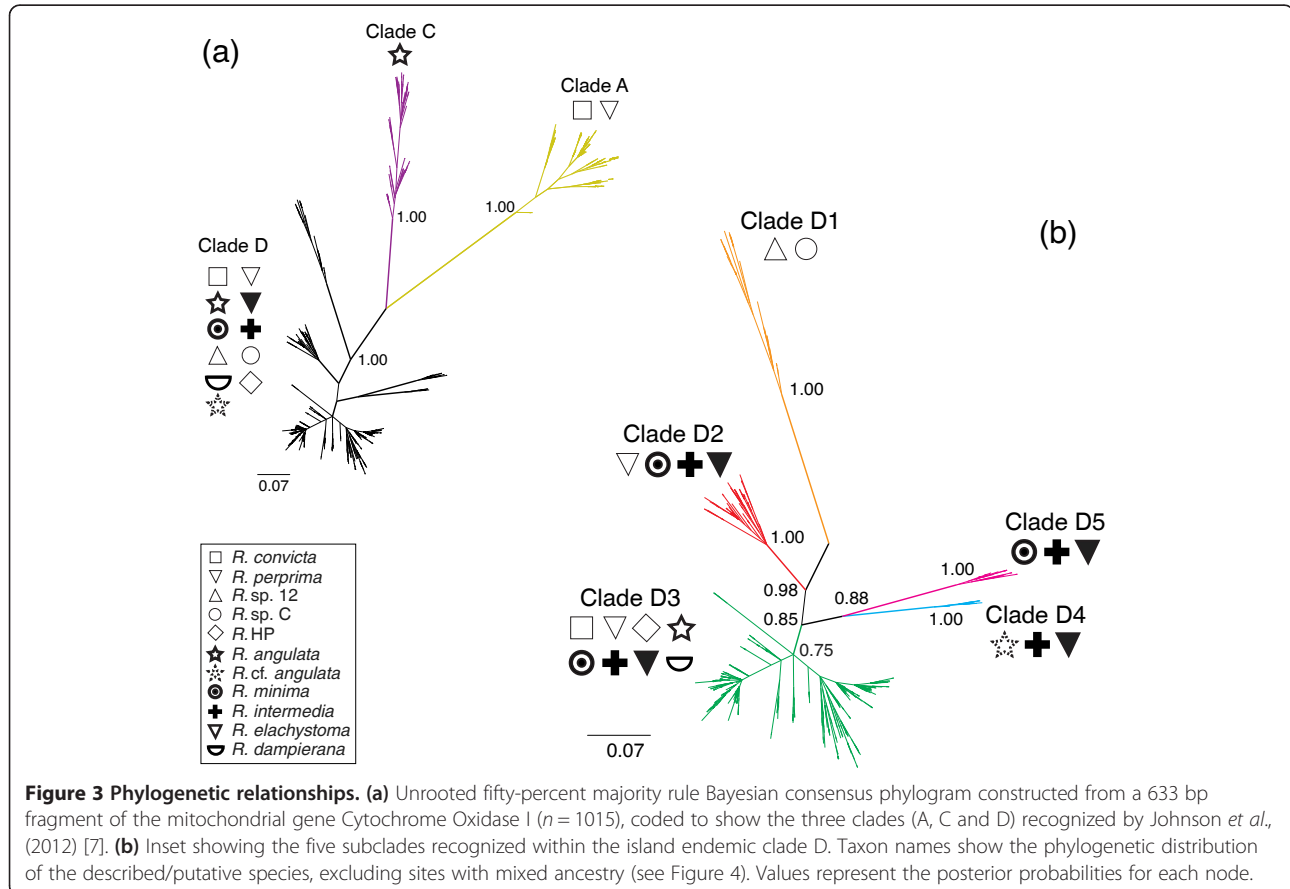 (a)
Clade C
Clade A
1.00
1.00
Clade D
1.00
0.07
(b)
Clade D1
1.00
Clade D2
1.00
Clade D5
0.98
0.88
1.00
Clade D3
0.85
1.00
Clade D4
0.75
0.07
R. convicta
R. perprima
R. sp. 12
R. sp. C
R. HP
R. angulata
R. cf. angulata
R. minima
R. intermedia
R. elachystoma
R. dampierana
Figure 3 Phylogenetic relationships. (a) Unrooted fifty-percent majority rule Bayesian consensus phylogram constructed from a 633 bp
fragment of the mitochondrial gene Cytochrome Oxidase I (n = 1015), coded to show the three clades (A, C and D) recognized by Johnson et al.,
(2012) [7]. (b) Inset showing the five subclades recognized within the island endemic clade D. Taxon names show the phylogenetic distribution
of the described/putative species, excluding sites with mixed ancestry (see Figure 4). Values represent the posterior probabilities for each node.